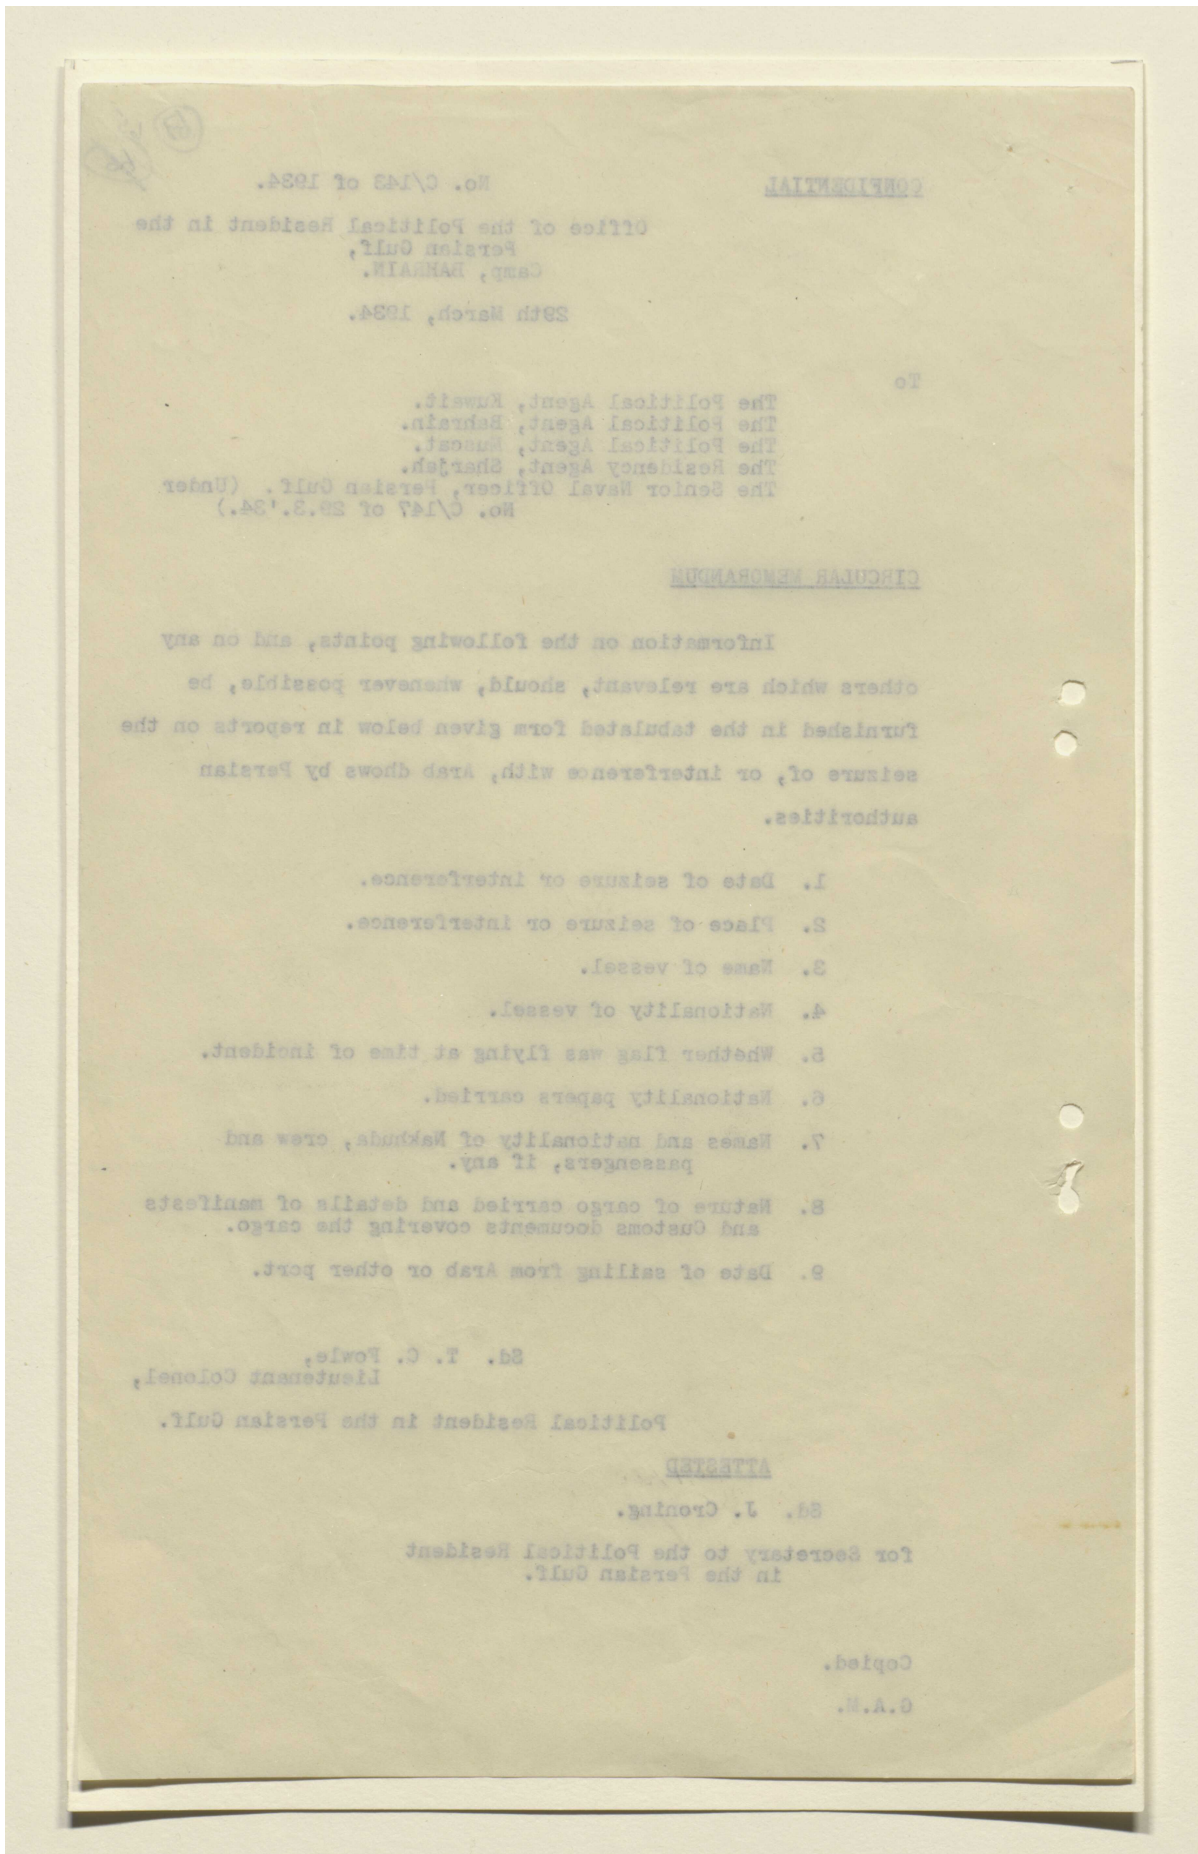 CONFIDENTIAL No. C/143 of 1934.
Office of the Political Resident in the
Persian Gulf,
Camp, BAHRAIN.
29th March, 1934.
To
The Political Agent, Kuwait.
The Political Agent, Bahrain.
The Political Agent, Muscat.
The Residency Agent, Sharjah.
The Senior Naval Officer, Persian Gulf. (Under
No. C/147 of 29.3.'34.)
CIRCULAR MEMORANDUM
Information on the following points, and on any
others which are relevant, should, whenever possible, be
furnished in the tabulated form given below in reports on the
seizure of, or interference with, Arab dhows by Persian
authorities.
1. Date of seizure or interference.
2. Place of seizure or interference.
3. Name of vessel.
4. Nationality of vessel.
5. Whether flag was flying at time of incident.
6. Nationality papers carried.
7. Names and nationality of Nakhuda, crew and
passengers, if any.
8. Nature of cargo carried and details of manifests
and Customs documents covering the cargo.
9. Date of sailing from Arab or other port.
Sd. T. C. Fowle,
Lieutenant Colonel,
Political Resident in the Persian Gulf.
ATTESTED
Sd. J. Croning.
for Secretary to the Political Resident
in the Persian Gulf.
Copied.
G.A.M.